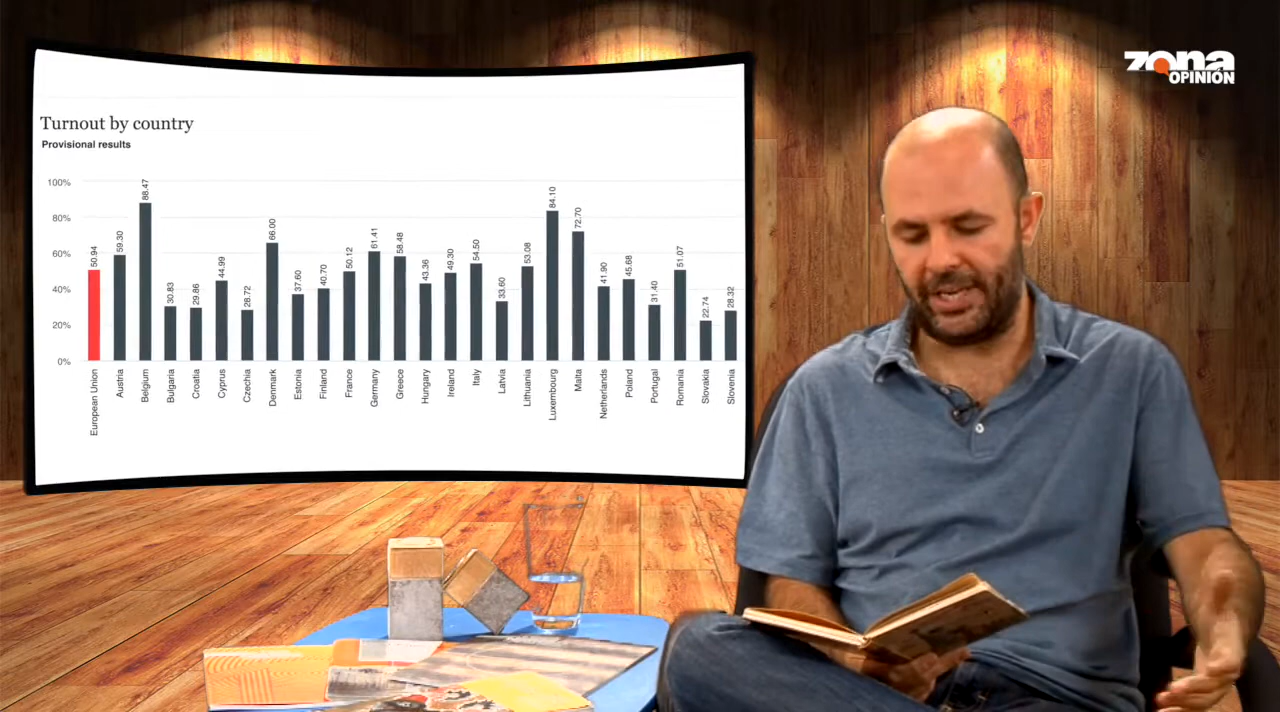 zona
OPINIÓN
Turnout by country
Provisional results
100%
80%
60%
40%
20%
0%
50.94
59.30
88.47
30.83
29.86
44.99
28.72
66.00
37.60
40.70
50.12
61.41
58.48
43.36
49.30
54.50
33.60
53.08
84.10
72.70
41.90
45.68
31.40
51.07
22.74
28.32
European Union
Austria
Belgium
Bulgaria
Croatia
Cyprus
Czechia
Denmark
Estonia
Finland
France
Germany
Greece
Hungary
Ireland
Italy
Latvia
Lithuania
Luxembourg
Malta
Netherlands
Poland
Portugal
Romania
Slovakia
Slovenia